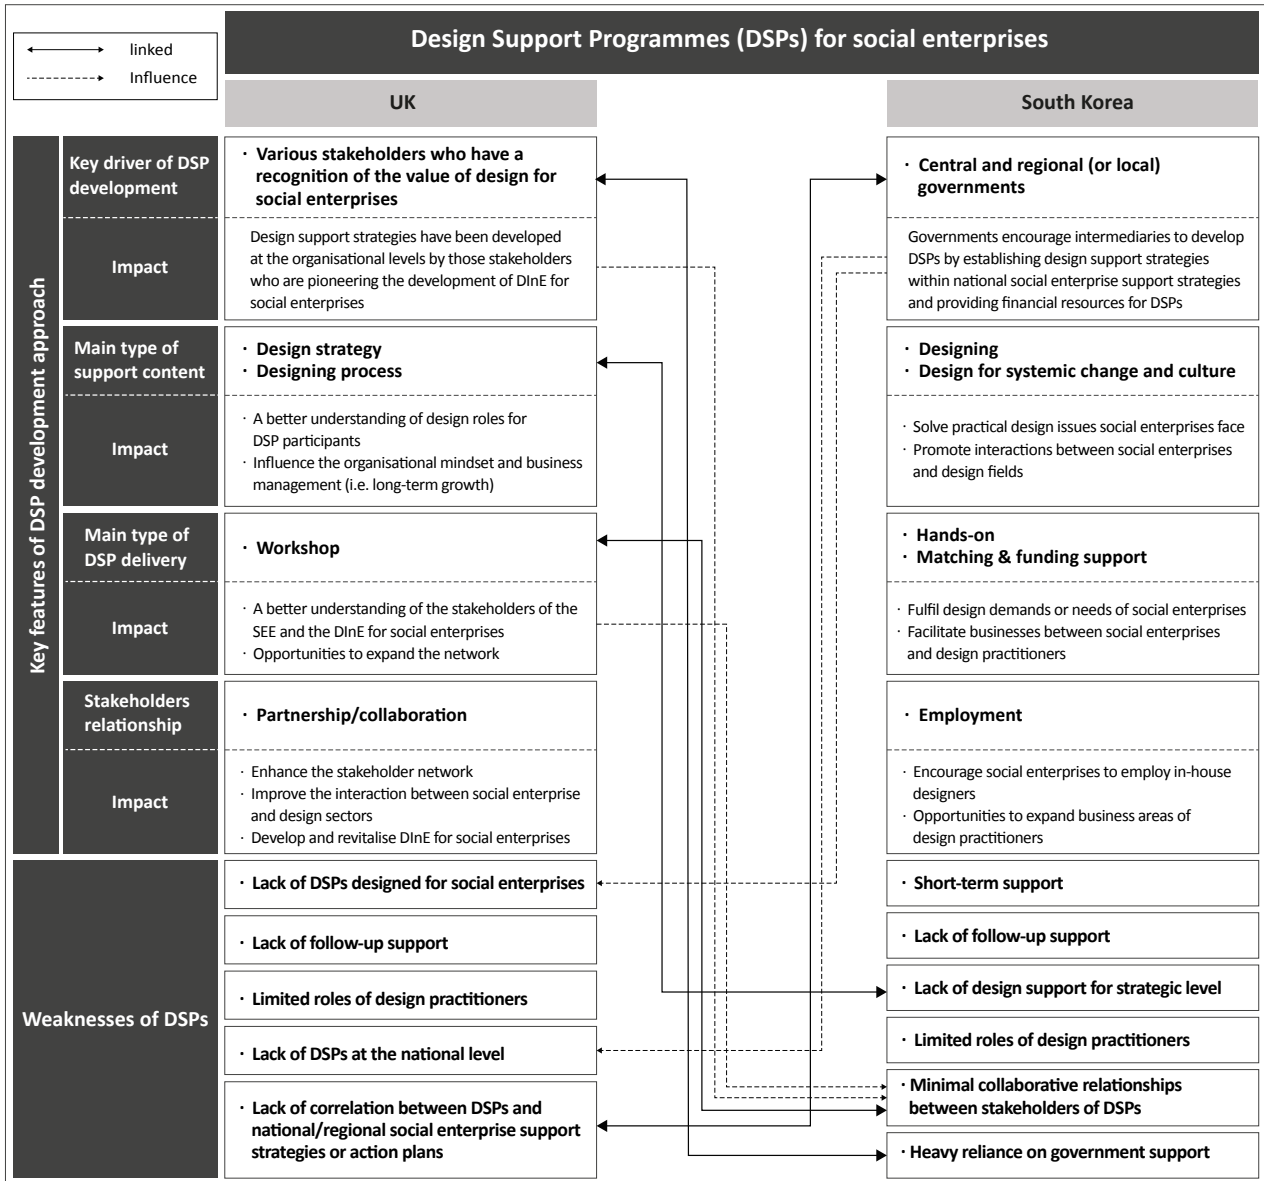 linked
Influence
Design Support Programmes (DSPs) for social enterprises
UK
South Korea
Key features of DSP development approach
Key driver of DSP
development
· Various stakeholders who have a
recognition of the value of design for
social enterprises
· Central and regional (or local)
governments
Impact
Design support strategies have been developed
at the organisational levels by those stakeholders
who are pioneering the development of DInE for
social enterprises
Governments encourage intermediaries to develop
DSPs by establishing design support strategies
within national social enterprise support strategies
and providing financial resources for DSPs
Main type of
support content
· Design strategy
· Designing process
· Designing
· Design for systemic change and culture
Impact
· A better understanding of design roles for
DSP participants
· Influence the organisational mindset and business
management (i.e. long-term growth)
· Solve practical design issues social enterprises face
· Promote interactions between social enterprises
and design fields
Main type of
DSP delivery
· Workshop
· Hands-on
· Matching & funding support
Impact
· A better understanding of the stakeholders of the
SEE and the DInE for social enterprises
· Opportunities to expand the network
· Fulfil design demands or needs of social enterprises
· Facilitate businesses between social enterprises
and design practitioners
Stakeholders
relationship
· Partnership/collaboration
· Employment
Impact
· Enhance the stakeholder network
· Improve the interaction between social enterprise
and design sectors
· Develop and revitalise DInE for social enterprises
· Encourage social enterprises to employ in-house
designers
· Opportunities to expand business areas of
design practitioners
Weaknesses of DSPs
· Lack of DSPs designed for social enterprises
· Lack of follow-up support
· Limited roles of design practitioners
· Lack of DSPs at the national level
· Lack of correlation between DSPs and
national/regional social enterprise support
strategies or action plans
· Short-term support
· Lack of follow-up support
· Lack of design support for strategic level
· Limited roles of design practitioners
· Minimal collaborative relationships
between stakeholders of DSPs
· Heavy reliance on government support